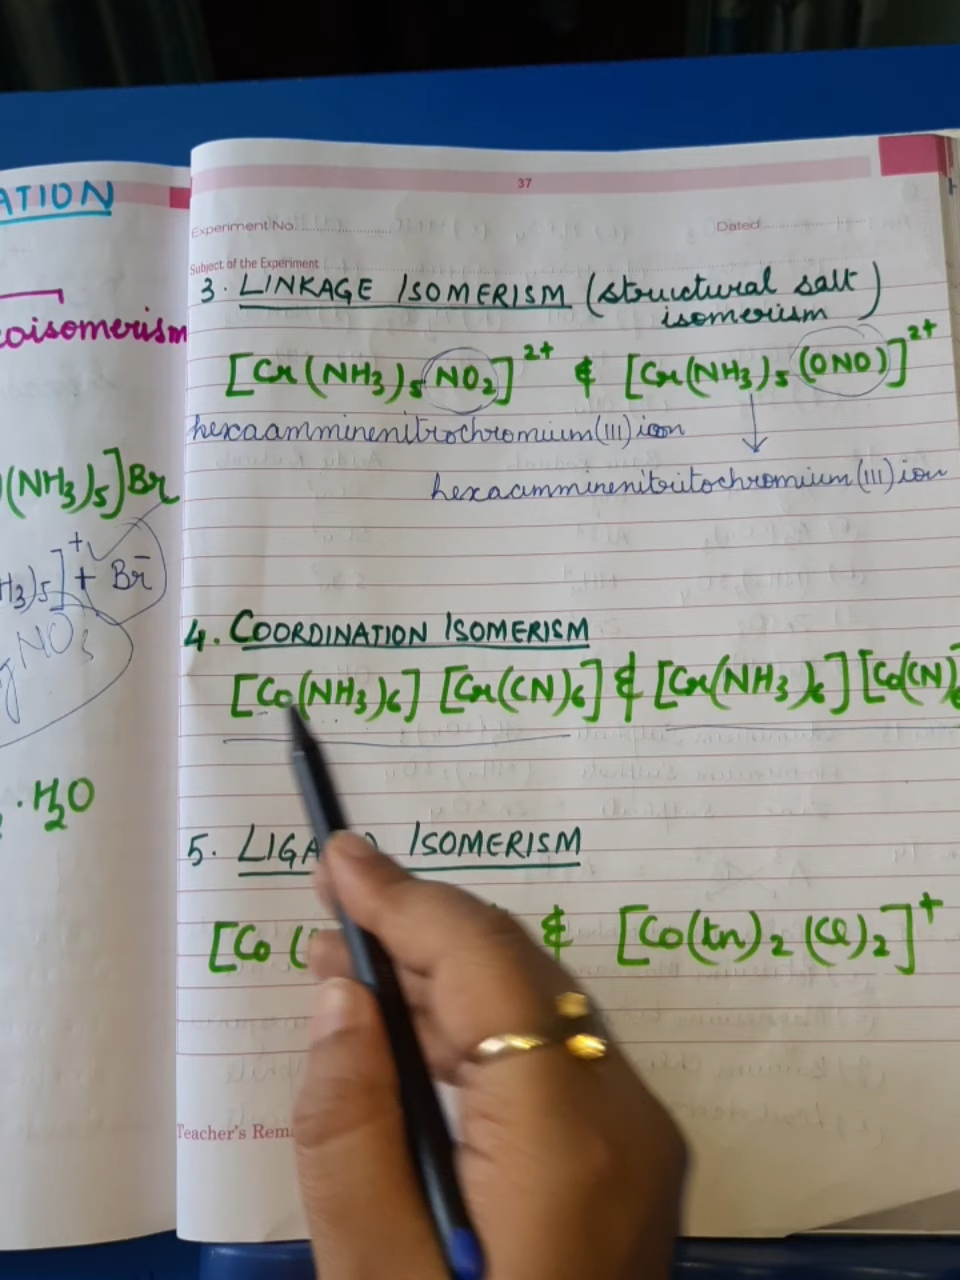 ATION
37
Experiment No.
Dated
Subject of the Experiment
3. LINKAGE ISOMERISM (structural salt
isomerism)
[Cr(NH₃)₅NO₂]²⁺ & [Cr(NH₃)₅(ONO)]²⁺
hexaamminenitrochromium(III) ion
hexaamminenitritochromium(III) ion
oisomerism
(NH₃)₅]Br
H₃)₅]⁺ + Br⁻
NO₃
4. COORDINATION ISOMERISM
[Co(NH₃)₆] [Cr(CN)₆] & [Cr(NH₃)₆] [Co(CN)
.H₂O
5. ISOMERISM
[Co ( & [Co(tn)₂(Cl)₂]⁺
Teacher's